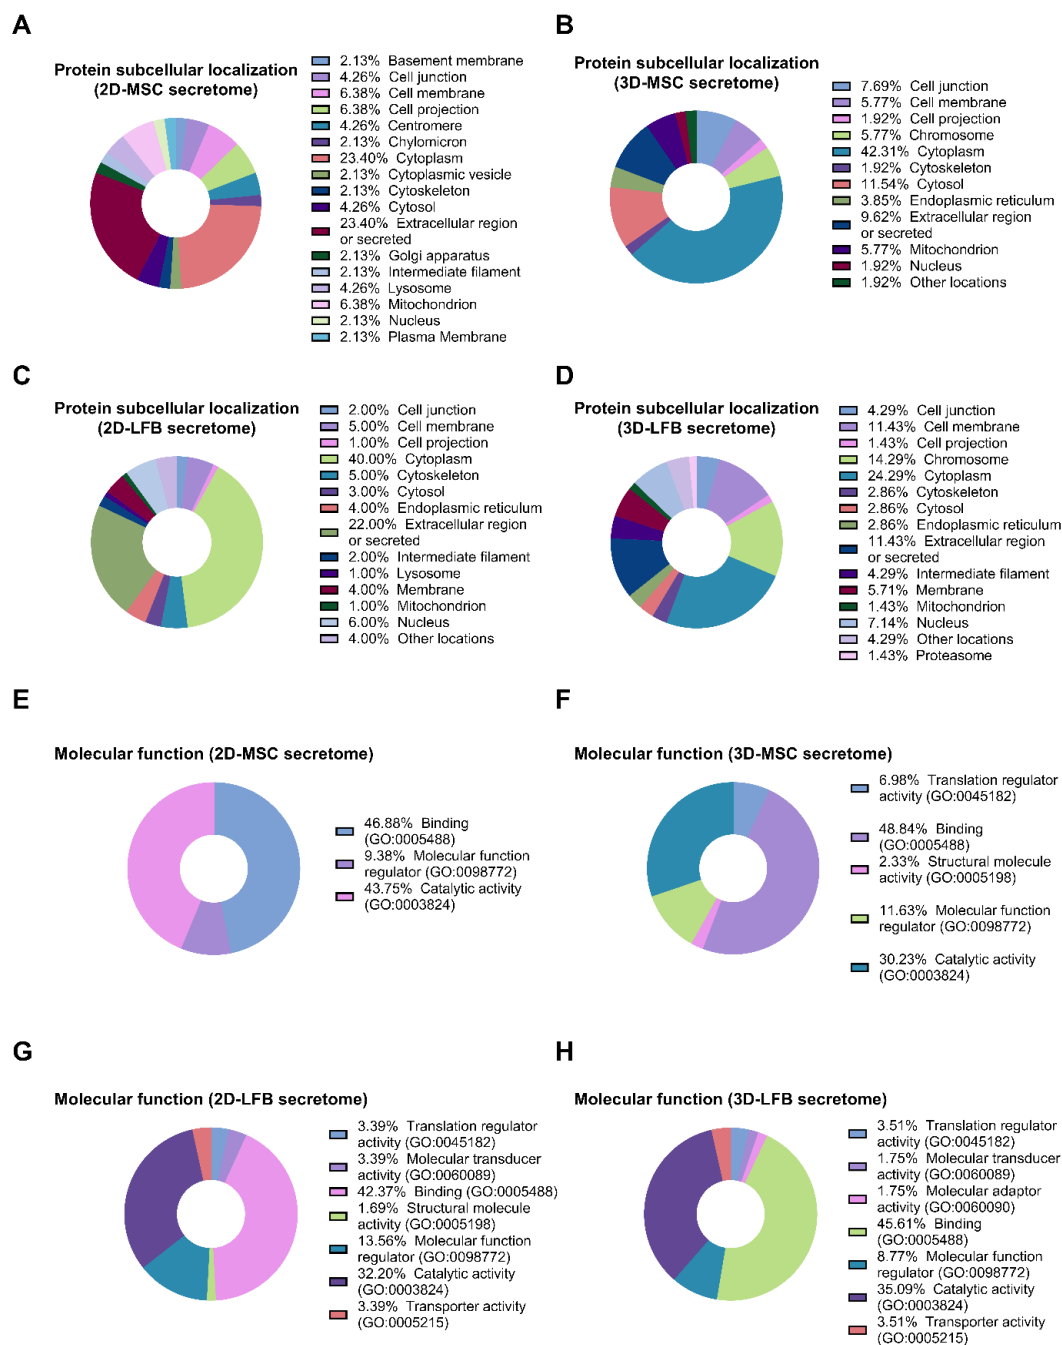 A
Protein subcellular localization
(2D-MSC secretome)
2.13% Basement membrane
4.26% Cell junction
6.38% Cell membrane
6.38% Cell projection
4.26% Centromere
2.13% Chylomicron
23.40% Cytoplasm
2.13% Cytoplasmic vesicle
2.13% Cytoskeleton
4.26% Cytosol
23.40% Extracellular region
or secreted
2.13% Golgi apparatus
2.13% Intermediate filament
4.26% Lysosome
6.38% Mitochondrion
2.13% Nucleus
2.13% Plasma Membrane
B
Protein subcellular localization
(3D-MSC secretome)
7.69% Cell junction
5.77% Cell membrane
1.92% Cell projection
5.77% Chromosome
42.31% Cytoplasm
1.92% Cytoskeleton
11.54% Cytosol
3.85% Endoplasmic reticulum
9.62% Extracellular region
or secreted
5.77% Mitochondrion
1.92% Nucleus
1.92% Other locations
C
Protein subcellular localization
(2D-LFB secretome)
2.00% Cell junction
5.00% Cell membrane
1.00% Cell projection
40.00% Cytoplasm
5.00% Cytoskeleton
3.00% Cytosol
4.00% Endoplasmic reticulum
22.00% Extracellular region
or secreted
2.00% Intermediate filament
1.00% Lysosome
4.00% Membrane
1.00% Mitochondrion
6.00% Nucleus
4.00% Other locations
D
Protein subcellular localization
(3D-LFB secretome)
4.29% Cell junction
11.43% Cell membrane
1.43% Cell projection
14.29% Chromosome
24.29% Cytoplasm
2.86% Cytoskeleton
2.86% Cytosol
2.86% Endoplasmic reticulum
11.43% Extracellular region
or secreted
4.29% Intermediate filament
5.71% Membrane
1.43% Mitochondrion
7.14% Nucleus
4.29% Other locations
1.43% Proteasome
E
Molecular function (2D-MSC secretome)
46.88% Binding
(GO:0005488)
9.38% Molecular function
regulator (GO:0098772)
43.75% Catalytic activity
(GO:0003824)
F
Molecular function (3D-MSC secretome)
6.98% Translation regulator
activity (GO:0045182)
48.84% Binding
(GO:0005488)
2.33% Structural molecule
activity (GO:0005198)
11.63% Molecular function
regulator (GO:0098772)
30.23% Catalytic activity
(GO:0003824)
G
Molecular function (2D-LFB secretome)
3.39% Translation regulator
activity (GO:0045182)
3.39% Molecular transducer
activity (GO:0060089)
42.37% Binding (GO:0005488)
1.69% Structural molecule
activity (GO:0005198)
13.56% Molecular function
regulator (GO:0098772)
32.20% Catalytic activity
(GO:0003824)
3.39% Transporter activity
(GO:0005215)
H
Molecular function (3D-LFB secretome)
3.51% Translation regulator
activity (GO:0045182)
1.75% Molecular transducer
activity (GO:0060089)
1.75% Molecular adaptor
activity (GO:0060090)
45.61% Binding
(GO:0005488)
8.77% Molecular function
regulator (GO:0098772)
35.09% Catalytic activity
(GO:0003824)
3.51% Transporter activity
(GO:0005215)